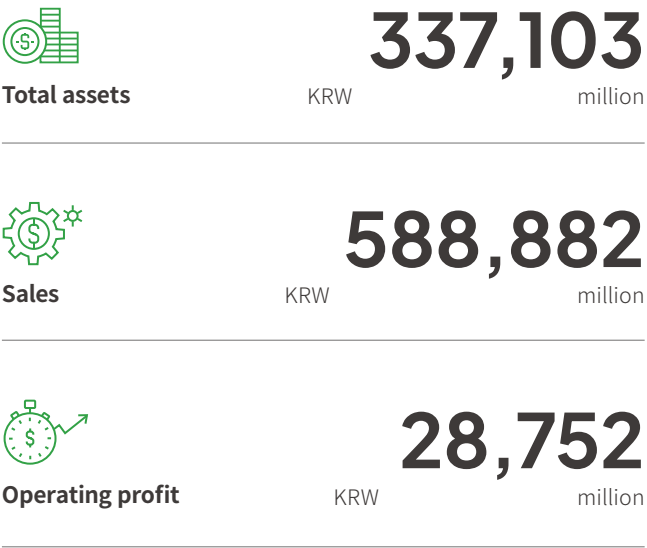 337,103
Total assets KRW million
588,882
Sales KRW million
28,752
Operating profit KRW million